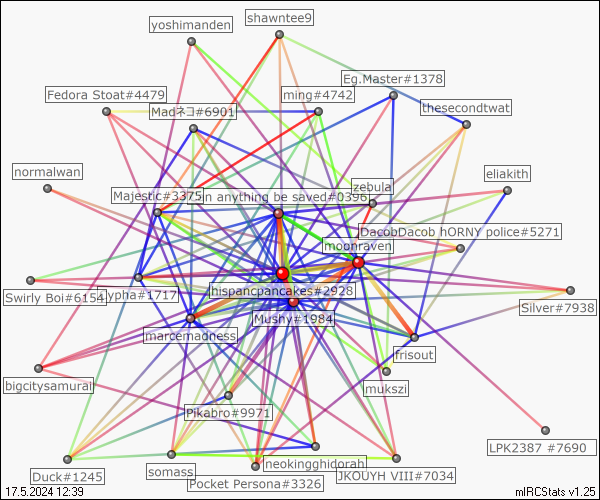 shawntee9
yoshimanden
Eg.Master#1378
Fedora Stoat#4479
ming#4742
Madネコ#6901
thesecondtwat
normalwan
eliakith
zebula
Majestic#3375
n anything be saved#0396
DacobDacob hORNY police#5271
moonraven
Swirly Boi#6154
ypha#1717
hispancpancakes#2928
Silver#7938
Mushy#1984
marcemadness
frisout
bigcitysamurai
mukszi
Pikabro#9971
LPK2387 #7690
Duck#1245
somass
neokingghidorah
JKOUYH VIII#7034
Pocket Persona#3326
17.5.2024 12:39
mIRCStats v1.25